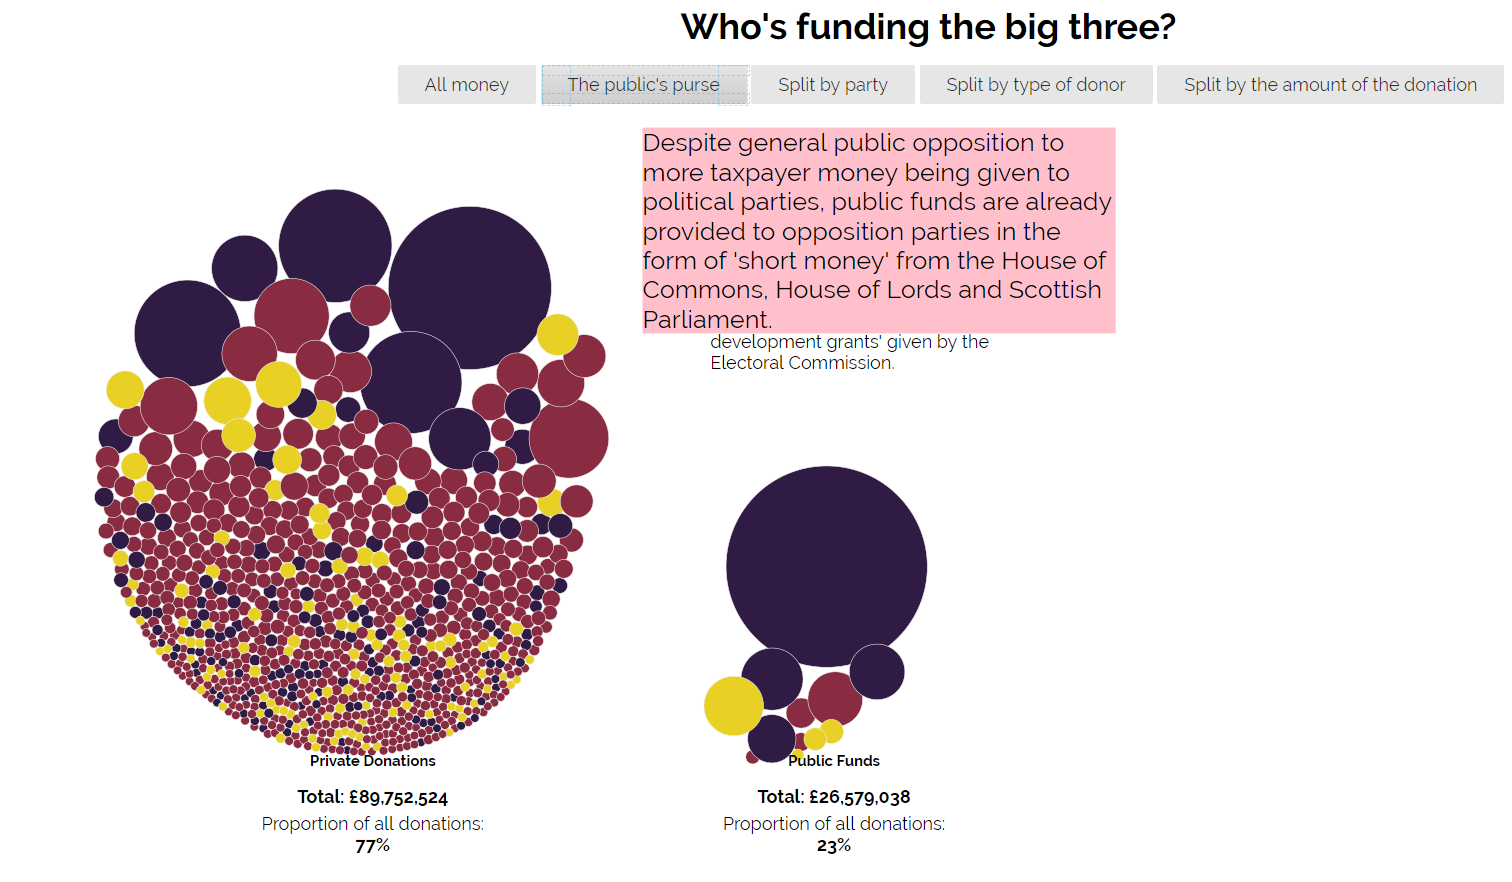 Who's funding the big three?
All money
The public's purse
Split by party
Split by type of donor
Split by the amount of the donation
Despite general public opposition to
more taxpayer money being given to
political parties, public funds are already
provided to opposition parties in the
form of 'short money' from the House of
Commons, House of Lords and Scottish
Parliament.
development grants' given by the
Electoral Commission.
Private Donations
Total: £89,752,524
Proportion of all donations:
77%
Public Funds
Total: £26,579,038
Proportion of all donations:
23%